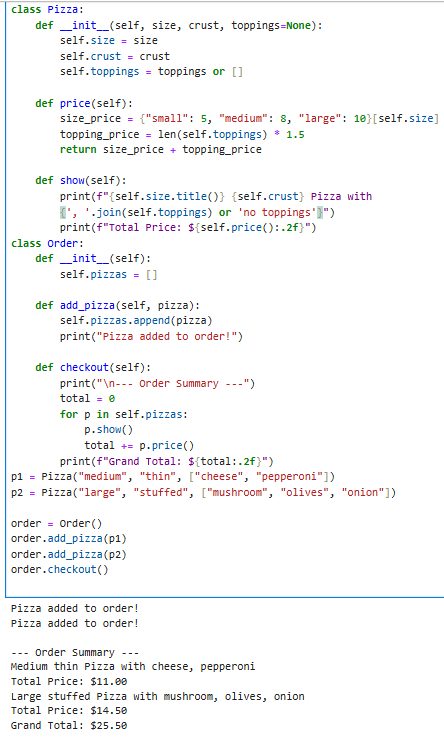 class Pizza:
    def __init__(self, size, crust, toppings=None):
        self.size = size
        self.crust = crust
        self.toppings = toppings or []

    def price(self):
        size_price = {"small": 5, "medium": 8, "large": 10}[self.size]
        topping_price = len(self.toppings) * 1.5
        return size_price + topping_price

    def show(self):
        print(f"{self.size.title()} {self.crust} Pizza with
        {', '.join(self.toppings) or 'no toppings'}")
        print(f"Total Price: ${self.price():.2f}")
class Order:
    def __init__(self):
        self.pizzas = []

    def add_pizza(self, pizza):
        self.pizzas.append(pizza)
        print("Pizza added to order!")

    def checkout(self):
        print("\n--- Order Summary ---")
        total = 0
        for p in self.pizzas:
            p.show()
            total += p.price()
        print(f"Grand Total: ${total:.2f}")
p1 = Pizza("medium", "thin", ["cheese", "pepperoni"])
p2 = Pizza("large", "stuffed", ["mushroom", "olives", "onion"])

order = Order()
order.add_pizza(p1)
order.add_pizza(p2)
order.checkout()

Pizza added to order!
Pizza added to order!

--- Order Summary ---
Medium thin Pizza with cheese, pepperoni
Total Price: $11.00
Large stuffed Pizza with mushroom, olives, onion
Total Price: $14.50
Grand Total: $25.50